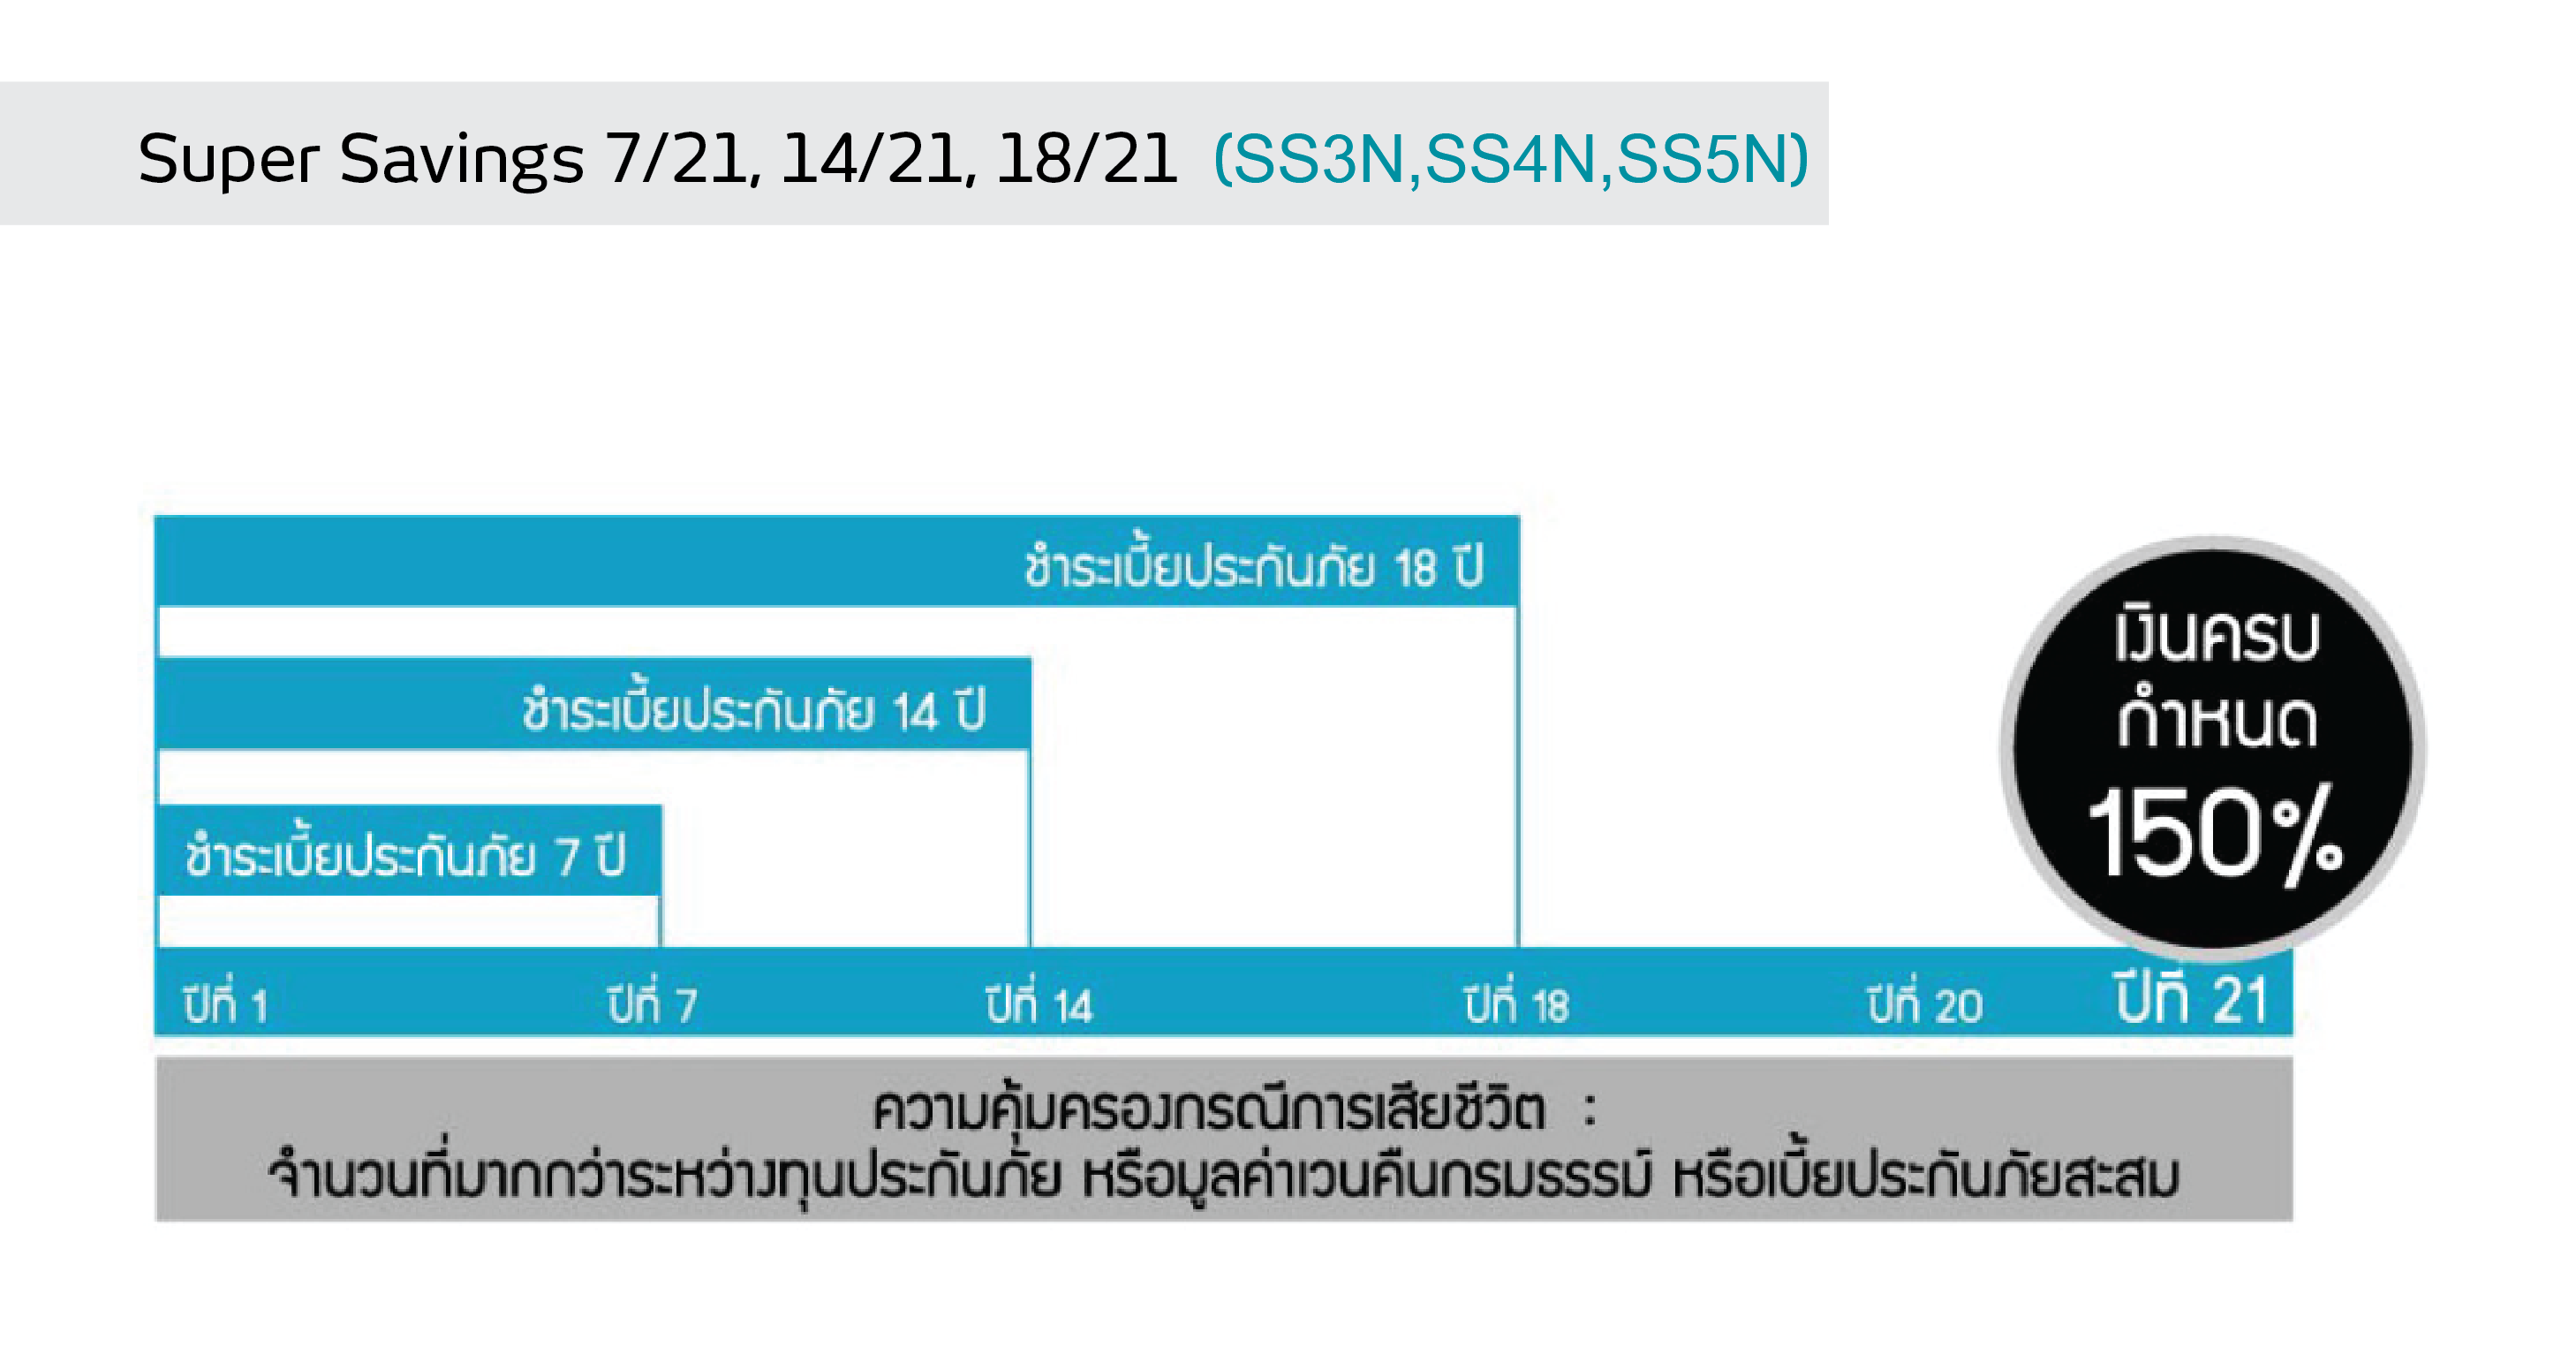 Super Savings 7/21, 14/21, 18/21 (SS3N,SS4N,SS5N)
ชำระเบี้ยประกันภัย 18 ปี
ชำระเบี้ยประกันภัย 14 ปี
ชำระเบี้ยประกันภัย 7 ปี
เงินครบ
กำหนด
150%
ปีที่ 1 ปีที่ 7 ปีที่ 14 ปีที่ 18 ปีที่ 20 ปีที่ 21
ความคุ้มครองกรณีการเสียชีวิต :
จำนวนที่มากกว่าระหว่างทุนประกันภัย หรือมูลค่าเวนคืนกรมธรรม์ หรือเบี้ยประกันภัยสะสม